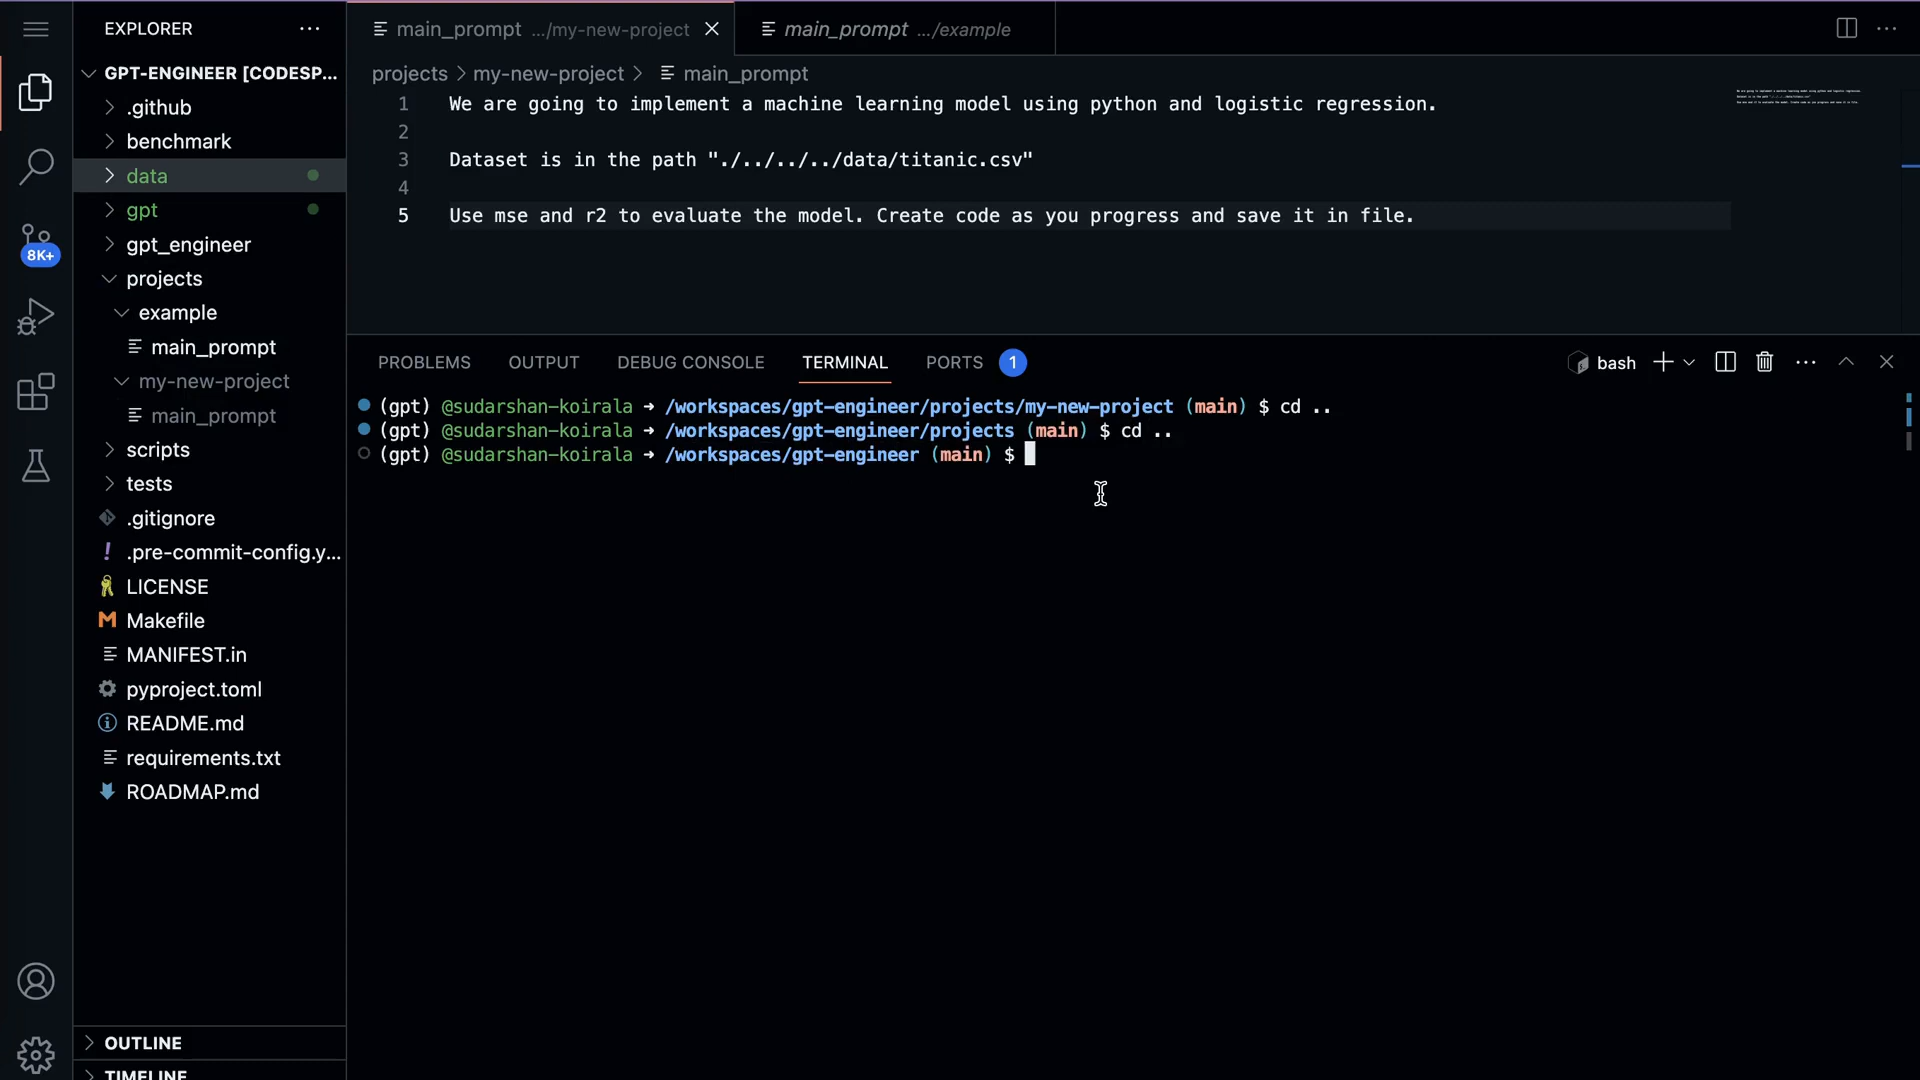 EXPLORER
GPT-ENGINEER [CODESP...
.github
benchmark
data
gpt
gpt_engineer
projects
example
main_prompt
my-new-project
main_prompt
scripts
tests
.gitignore
.pre-commit-config.y...
LICENSE
Makefile
MANIFEST.in
pyproject.toml
README.md
requirements.txt
ROADMAP.md
OUTLINE
TIMELINE
8K+
main_prompt .../my-new-project
main_prompt .../example
projects > my-new-project > main_prompt
1 We are going to implement a machine learning model using python and logistic regression.
2
3 Dataset is in the path "./../../../data/titanic.csv"
4
5 Use mse and r2 to evaluate the model. Create code as you progress and save it in file.
PROBLEMS OUTPUT DEBUG CONSOLE TERMINAL PORTS 1
bash
(gpt) @sudarshan-koirala → /workspaces/gpt-engineer/projects/my-new-project (main) $ cd ..
(gpt) @sudarshan-koirala → /workspaces/gpt-engineer/projects (main) $ cd ..
(gpt) @sudarshan-koirala → /workspaces/gpt-engineer (main) $